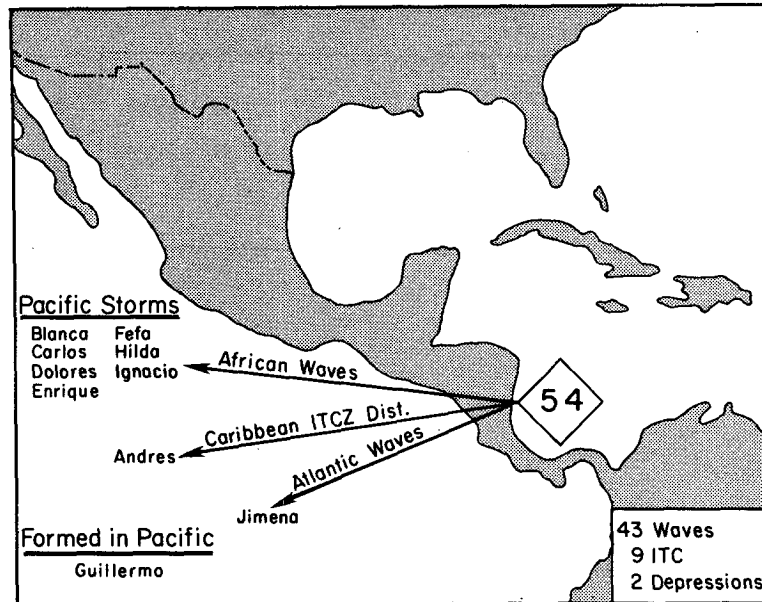 Pacific Storms
Blanca Fefa
Carlos Hilda
Dolores Ignacio
Enrique
African Waves
54
Caribbean ITCZ Dist.
Andres
Atlantic Waves
Jimena
Formed in Pacific
Guillermo
43 Waves
9 ITC
2 Depressions